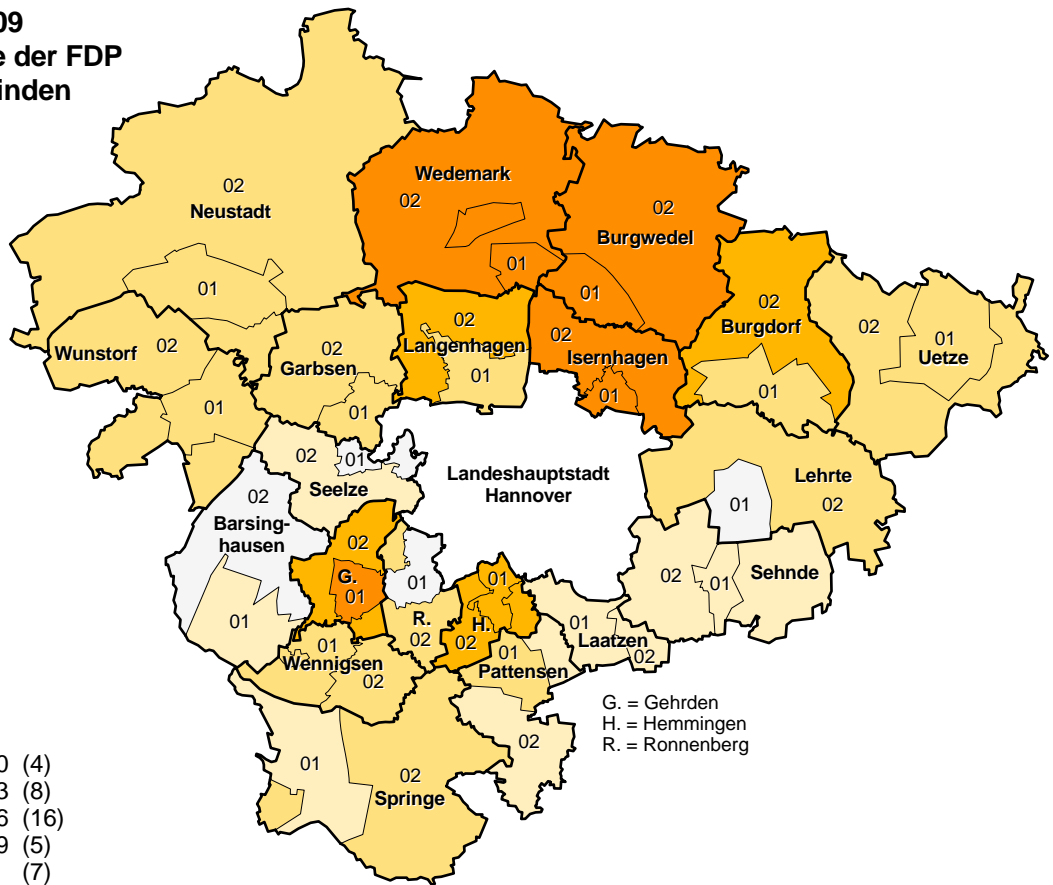 09
e der FDP
inden
02
Neustadt
01
Wedemark
02
01
02
Burgwedel
01
02
Burgdorf
01
02
01
Uetze
Wunstorf
02
01
02
Garbsen
01
02
Langenhagen
01
02
Isernhagen
01
02
01
Seelze
Landeshauptstadt
Hannover
Lehrte
01
02
02
Barsing-
hausen
01
02
G.
01
01
R.
02
01
H.
02
02
01
Sehnde
01
Laatzen
02
01
Wennigsen
02
01
Pattensen
02
G. = Gehrden
H. = Hemmingen
R. = Ronnenberg
01
02
Springe
0 (4)
3 (8)
6 (16)
9 (5)
(7)